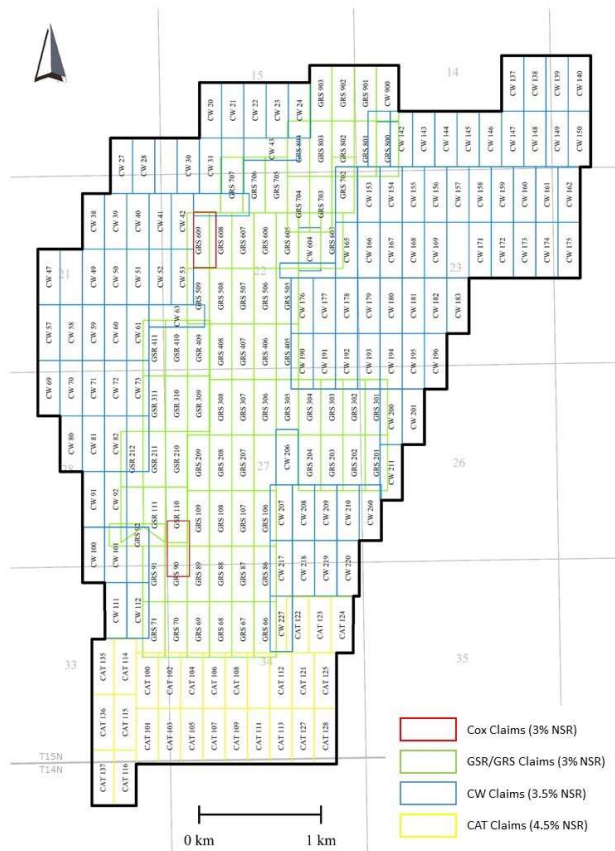 15
14
GRS 903
GRS 902
GRS 901
CW 900
CW 137
CW 138
CW 139
CW 140
CW 20
CW 21
CW 22
CW 23
CW 24
CW 43
GRS 804
GRS 803
GRS 802
GRS 801
GRS 800
CW 142
CW 143
CW 144
CW 145
CW 146
CW 147
CW 148
CW 149
CW 150
CW 27
CW 28
CW 30
CW 31
GRS 707
GRS 706
GRS 705
GRS 704
GRS 703
GRS 702
CW 153
CW 154
CW 155
CW 156
CW 157
CW 158
CW 159
CW 160
CW 161
CW 162
CW 38
CW 39
CW 40
CW 41
CW 42
GRS 609
GRS 608
GRS 607
GRS 606
GRS 605
CW 604
GRS 602
CW 165
CW 166
CW 167
CW 168
CW 169
CW 171
CW 172
CW 173
CW 174
CW 175
21
22
23
CW 47
CW 49
CW 50
CW 51
CW 52
CW 53
GRS 509
GRS 508
GRS 507
GRS 506
GRS 505
CW 176
CW 177
CW 178
CW 179
CW 180
CW 181
CW 182
CW 183
CW 57
CW 58
CW 59
CW 60
CW 61
CW 63
GSR 411
GSR 410
GSR 409
GRS 408
GRS 407
GRS 406
GRS 405
CW 190
CW 191
CW 192
CW 193
CW 194
CW 195
CW 196
CW 69
CW 70
CW 71
CW 72
CW 73
GSR 311
GSR 310
GSR 309
GRS 308
GRS 307
GRS 306
GRS 305
GRS 304
GRS 303
GRS 302
GRS 301
CW 200
CW 201
CW 80
CW 81
CW 82
GSR 212
GSR 211
GSR 210
GRS 209
GRS 208
GRS 207
CW 206
GRS 204
GRS 203
GRS 202
GRS 201
CW 211
28
27
26
CW 91
CW 92
GRS 92
GSR 111
GSR 110
GRS 109
GRS 108
GRS 107
GRS 106
CW 207
CW 208
CW 209
CW 210
CW 260
CW 100
CW 101
GRS 91
GRS 90
GRS 89
GRS 88
GRS 87
GRS 86
CW 217
CW 218
CW 219
CW 220
CW 111
CW 112
GRS 71
GRS 70
GRS 69
GRS 68
GRS 67
GRS 66
CW 227
CAT 122
CAT 123
CAT 124
33
34
35
CAT 135
CAT 114
CAT 100
CAT 102
CAT 104
CAT 106
CAT 108
CAT 112
CAT 121
CAT 125
CAT 136
CAT 115
CAT 101
CAT 103
CAT 105
CAT 107
CAT 109
CAT 111
CAT 113
CAT 127
CAT 128
T15N
T14N
CAT 137
CAT 116
0 km
1 km
Cox Claims (3% NSR)
GSR/GRS Claims (3% NSR)
CW Claims (3.5% NSR)
CAT Claims (4.5% NSR)